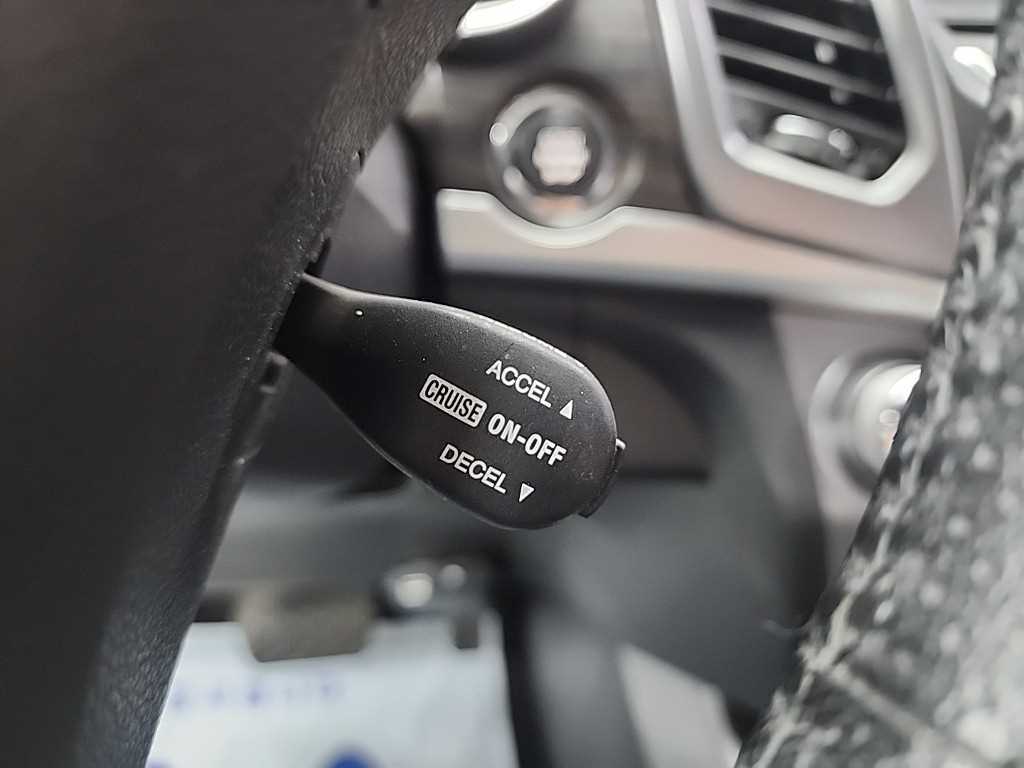 ACCEL ▲
CRUISE ON-OFF
DECEL ▼